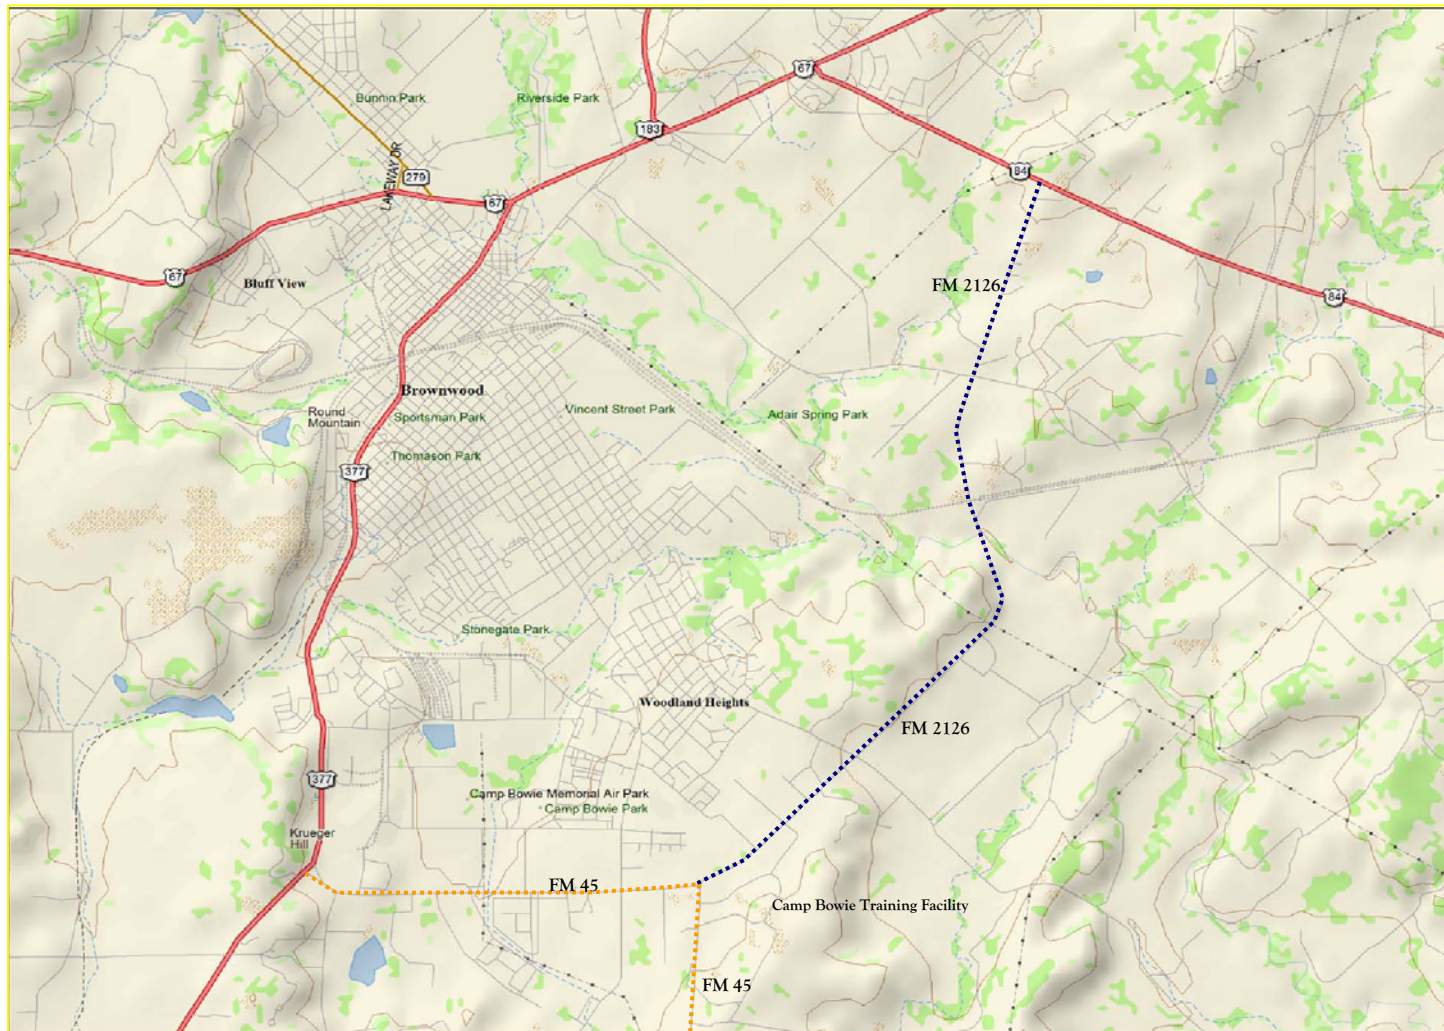 Bunnin Park
Riverside Park
67
183
LAKEWAY DR
279
67
84
67
Bluff View
FM 2126
84
Brownwood
Round
Mountain
Sportsman Park
Vincent Street Park
Adair Spring Park
Thomason Park
377
Stonegate Park
Woodland Heights
FM 2126
377
Camp Bowie Memorial Air Park
Camp Bowie Park
Krueger
Hill
FM 45
Camp Bowie Training Facility
FM 45